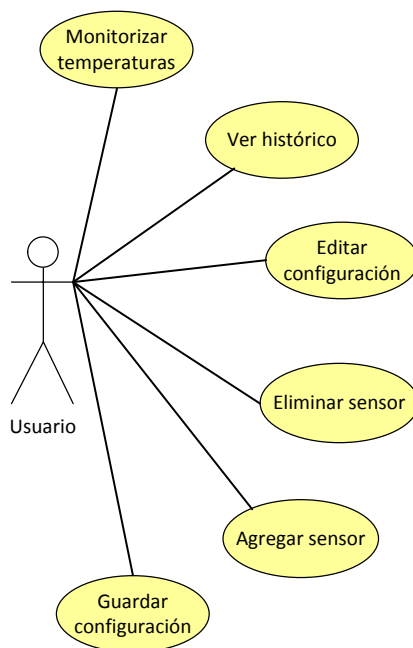 Monitorizar
temperaturas
Ver histórico
Editar
configuración
Usuario
Eliminar sensor
Agregar sensor
Guardar
configuración